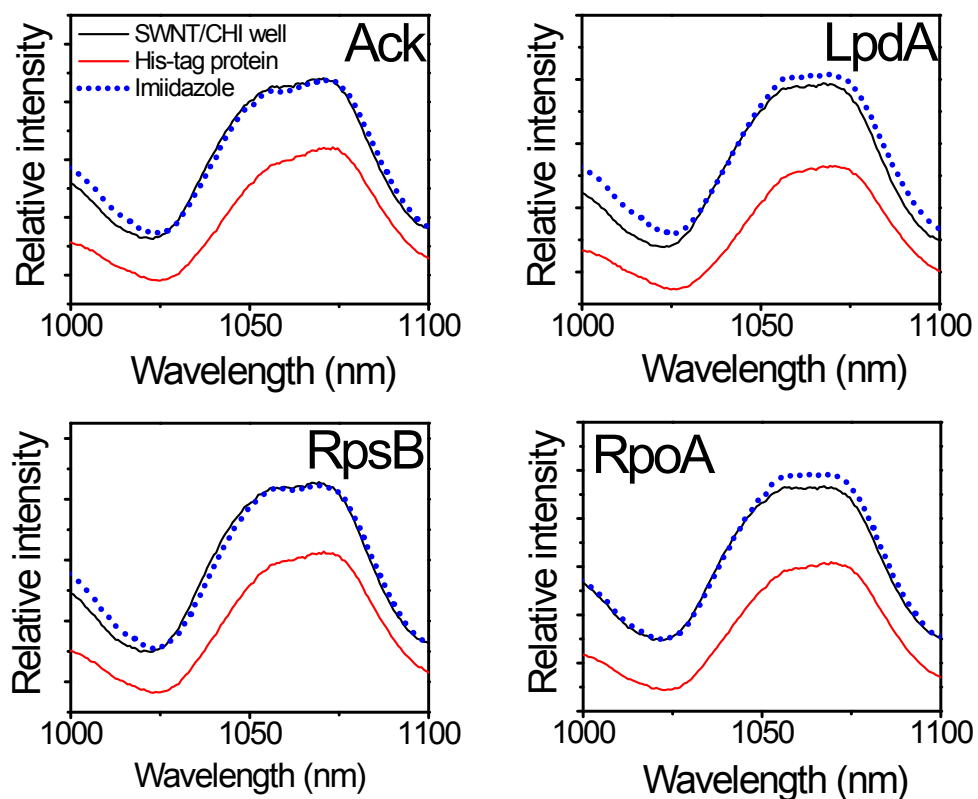 SWNT/CHI well
His-tag protein
Imiidazole
Ack
Relative intensity
1000
1050
1100
Wavelength (nm)
LpdA
Relative intensity
1000
1050
1100
Wavelength (nm)
RpsB
Relative intensity
1000
1050
1100
Wavelength (nm)
RpoA
Relative intensity
1000
1050
1100
Wavelength (nm)